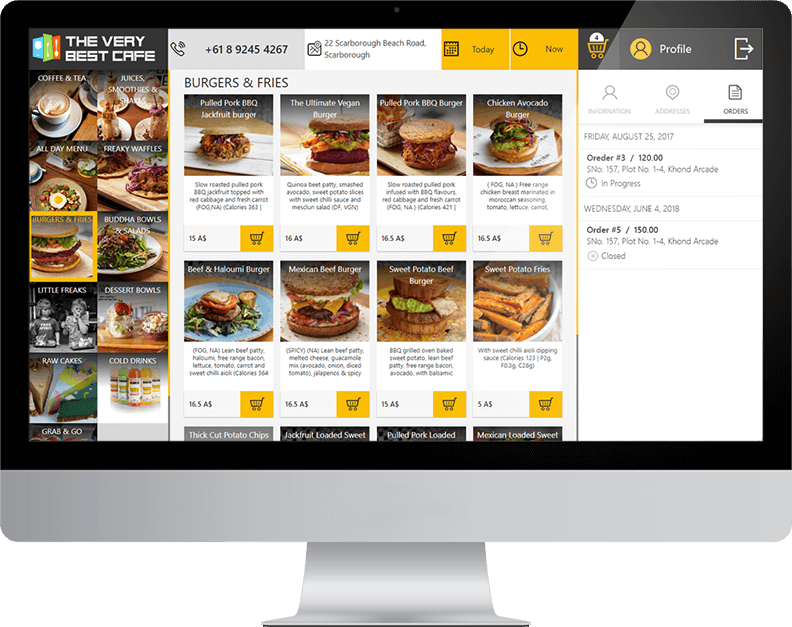 THE VERY
BEST CAFE
+61 8 9245 4267
22 Scarborough Beach Road,
Scarborough
Today
Now
4
Profile
COFFEE & TEA
JUICES,
SMOOTHIES &
SHAKES
ALL DAY MENU
FREAKY WAFFLES
BURGERS & FRIES
BUDDHA BOWLS
& SALADS
LITTLE FREAKS
DESSERT BOWLS
RAW CAKES
COLD DRINKS
GRAB & GO
BURGERS & FRIES
Pulled Pork BBQ
Jackfruit burger
Slow roasted pulled pork
BBQ jackfruit topped with
red cabbage and fresh carrot
(FOG,NA) (Calories 363 |
15 A$
The Ultimate Vegan
Burger
Quinoa beet patty, smashed
avocado, sweet potato slices
with sweet chilli sauce and
mesclun salad (DF, VGN)
16 A$
Pulled Pork BBQ Burger
Slow roasted pulled pork
infused with BBQ flavours,
red cabbage and fresh carrot
(FOG, NA.) (Calories 421 |
16.5 A$
Chicken Avocado
Burger
( FOG, NA ) Free range
chicken breast marinated in
moroccan seasoning,
tomato, lettuce, carrot,
16.5 A$
Beef & Haloumi Burger
(FOG, NA) Lean beef patty,
haloumi, free range bacon,
lettuce, tomato, carrot and
sweet chilli aioli (Calories 564
16.5 A$
Mexican Beef Burger
(SPICY) (NA) Lean beef patty,
melted cheese, guacamole
mix (avocado, onion, diced
tomato), jalapenos & spicy
16.5 A$
Sweet Potato Beef
Burger
BBQ grilled oven baked
sweet potato, lean beef
patty, free range bacon,
avocado, with balsamic
15 A$
Sweet Potato Fries
With sweet chilli aioli dipping
sauce (Calories 123 | P2g,
F0.3g, C28g)
5 A$
Thick Cut Potato Chips
Jackfruit Loaded Sweet
Pulled Pork Loaded
Mexican Loaded Sweet
INFORMATION
ADDRESSES
ORDERS
FRIDAY, AUGUST 25, 2017
Oreder #3 / 120.00
SNo. 157, Plot No. 1-4, Khond Arcade
In Progress
WEDNESDAY, JUNE 4, 2018
Order #5 / 150.00
SNo. 157, Plot No. 1-4, Khond Arcade
Closed